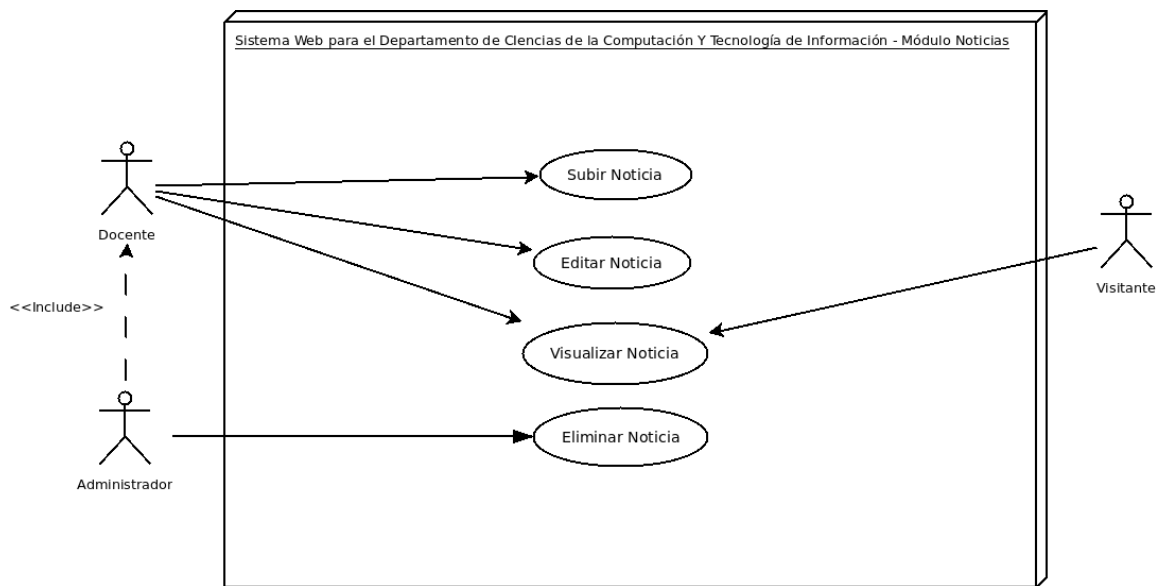 Sistema Web para el Departamento de CIencias de la Computación Y Tecnología de Información - Módulo Noticias
Subir Noticia
Docente
Editar Noticia
Visitante
<<Include>>
Visualizar Noticia
Eliminar Noticia
Administrador